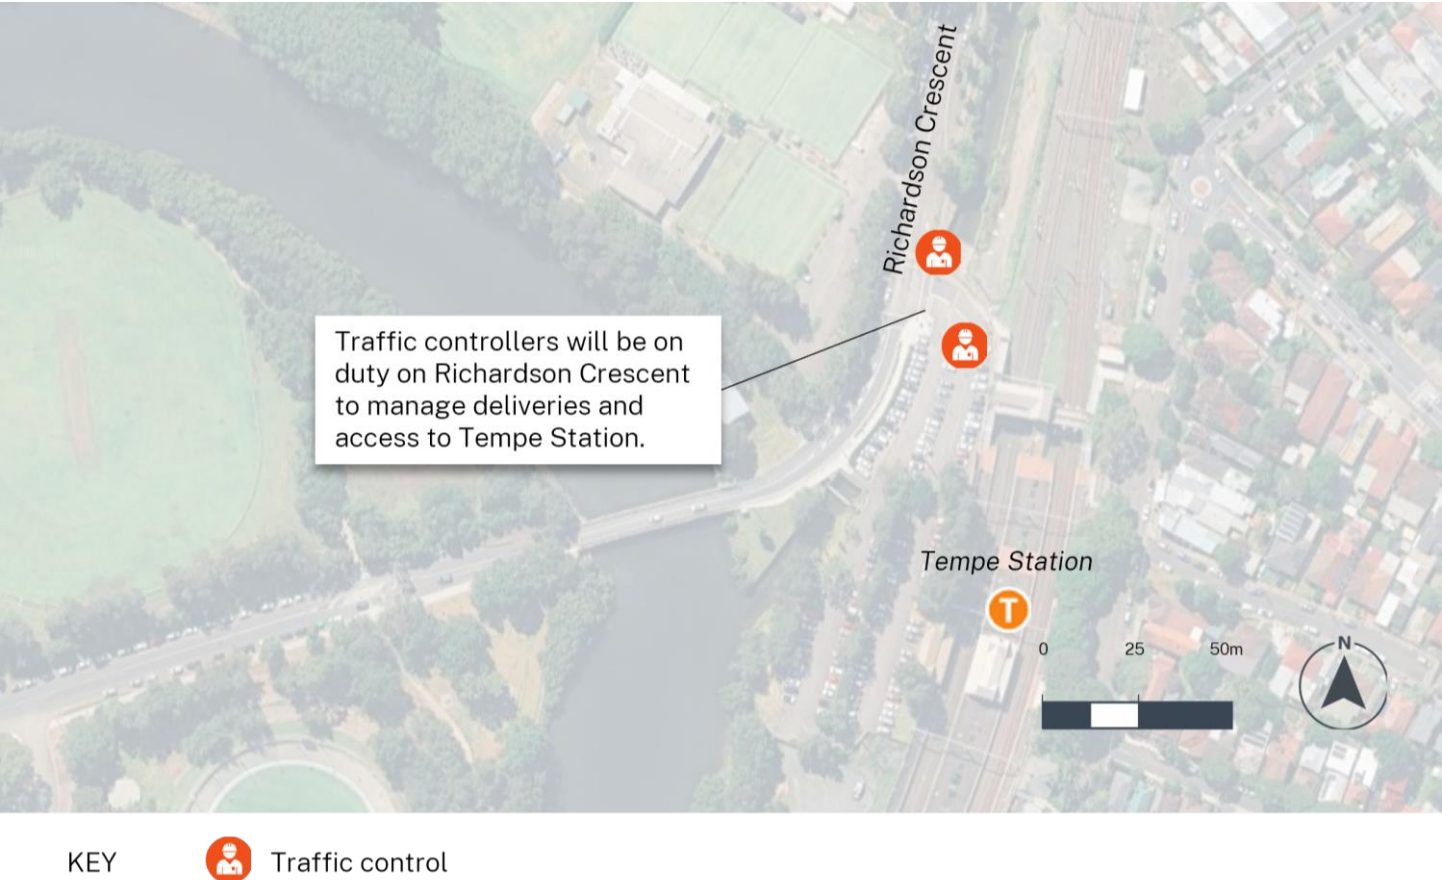 Richardson Crescent
Traffic controllers will be on
duty on Richardson Crescent
to manage deliveries and
access to Tempe Station.
Tempe Station
T
0 25 50m
N
KEY Traffic control